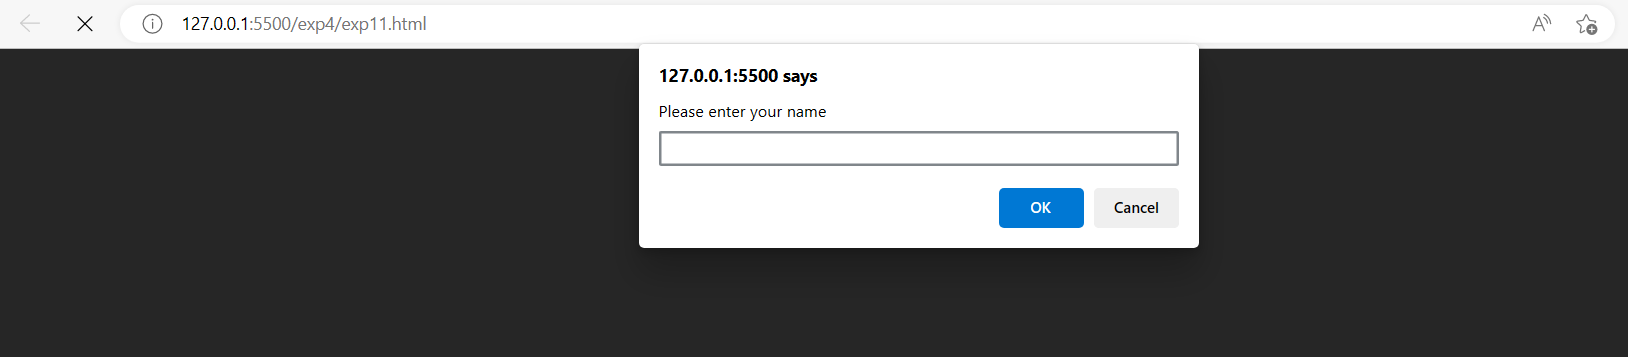 127.0.0.1:5500/exp4/exp11.html
127.0.0.1:5500 says
Please enter your name
OK Cancel